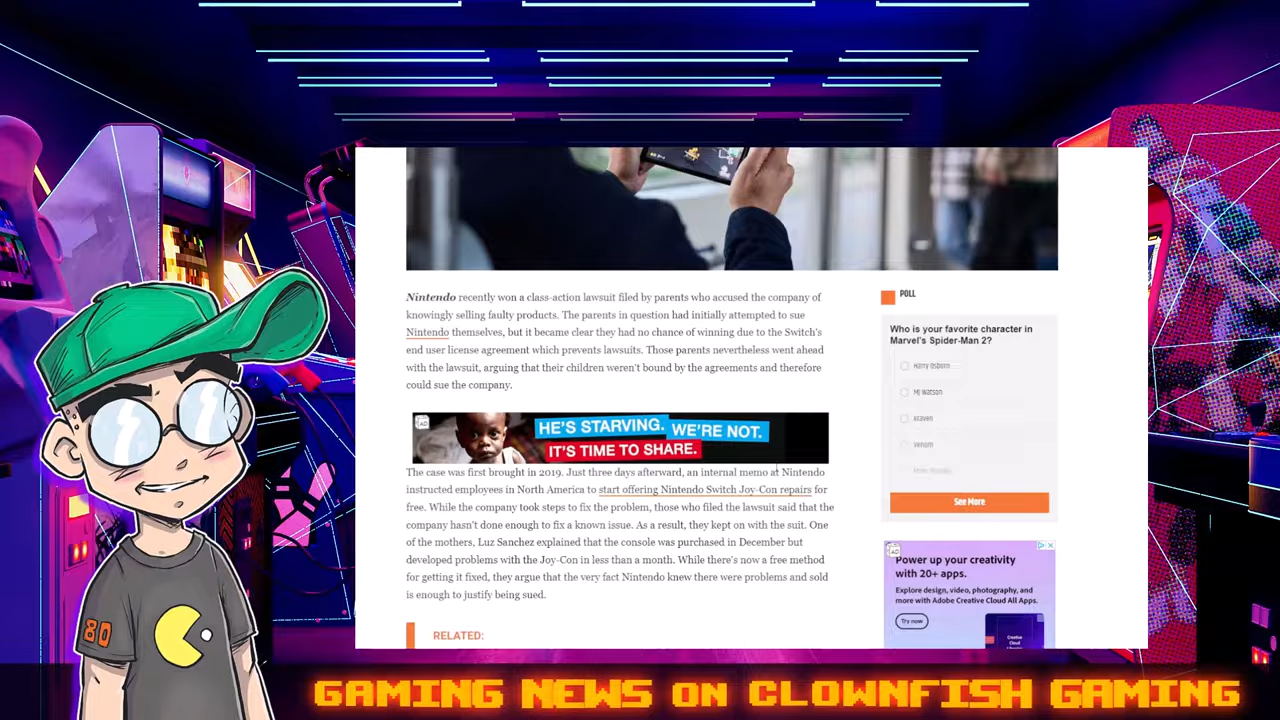 Nintendo recently won a class-action lawsuit filed by parents who accused the company of
knowingly selling faulty products. The parents in question had initially attempted to sue
Nintendo themselves, but it became clear they had no chance of winning due to the Switch's
end user license agreement which prevents lawsuits. Those parents nevertheless went ahead
with the lawsuit, arguing that their children weren't bound by the agreements and therefore
could sue the company.
AD
HE'S STARVING. WE'RE NOT.
IT'S TIME TO SHARE.
The case was first brought in 2019. Just three days afterward, an internal memo at Nintendo
instructed employees in North America to start offering Nintendo Switch Joy-Con repairs for
free. While the company took steps to fix the problem, those who filed the lawsuit said that the
company hasn't done enough to fix a known issue. As a result, they kept on with the suit. One
of the mothers, Luz Sanchez explained that the console was purchased in December but
developed problems with the Joy-Con in less than a month. While there's now a free method
for getting it fixed, they argue that the very fact Nintendo knew there were problems and sold
is enough to justify being sued.
RELATED:
POLL
Who is your favorite character in
Marvel's Spider-Man 2?
Harry Osborn
MJ Watson
Kraven
Venom
See More
AD
Power up your creativity
with 20+ apps.
Explore design, video, photography, and
more with Adobe Creative Cloud All Apps.
Try now
Creative
Cloud
80
GAMING NEWS ON CLOWNFISH GAMING